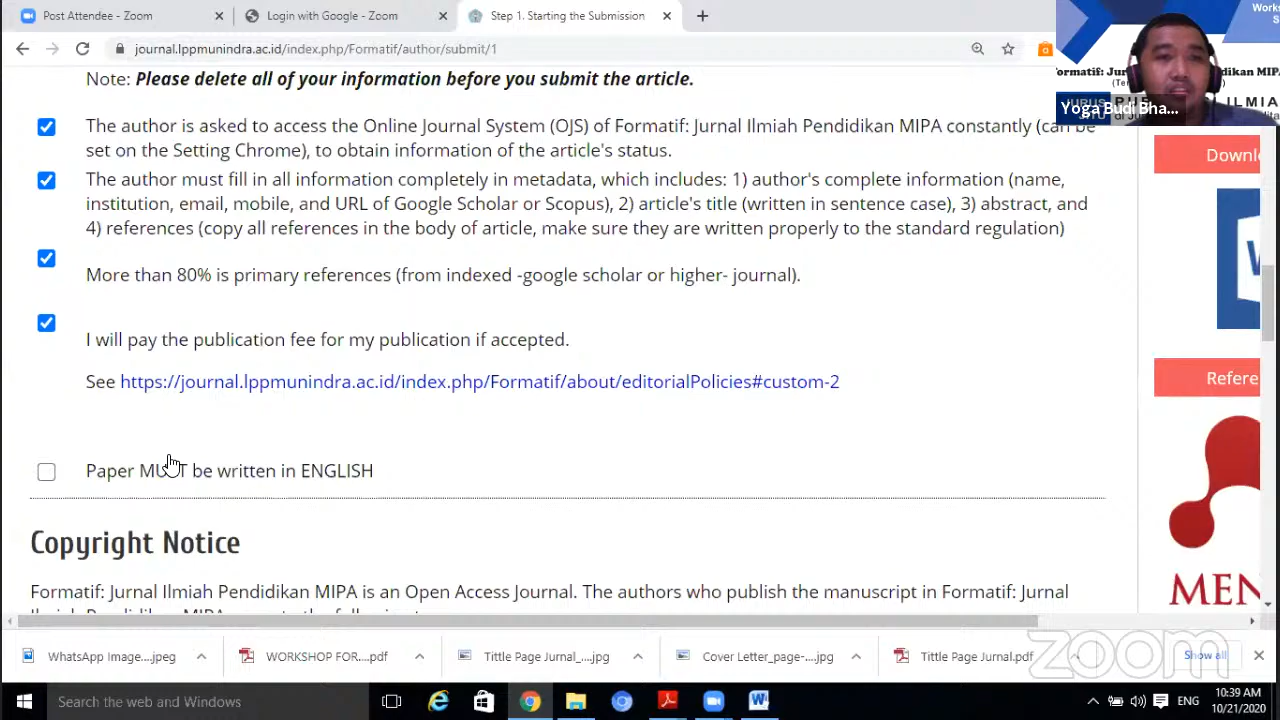 Post Attendee - Zoom
Login with Google - Zoom
Step 1. Starting the Submission
journal.lppmunindra.ac.id/index.php/Formatif/author/submit/1
Note: Please delete all of your information before you submit the article.
The author is asked to access the Online Journal System (OJS) of Formatif: Jurnal Ilmiah Pendidikan MIPA constantly (can be
set on the Setting Chrome), to obtain information of the article's status.
The author must fill in all information completely in metadata, which includes: 1) author's complete information (name,
institution, email, mobile, and URL of Google Scholar or Scopus), 2) article's title (written in sentence case), 3) abstract, and
4) references (copy all references in the body of article, make sure they are written properly to the standard regulation)
More than 80% is primary references (from indexed -google scholar or higher- journal).
I will pay the publication fee for my publication if accepted.
See https://journal.lppmunindra.ac.id/index.php/Formatif/about/editorialPolicies#custom-2
Paper MUST be written in ENGLISH
Copyright Notice
Formatif: Jurnal Ilmiah Pendidikan MIPA is an Open Access Journal. The authors who publish the manuscript in Formatif: Jurnal
Yoga Budi Bha...
Downl
Refere
MEN
WhatsApp Image....jpeg
WORKSHOP FOR....pdf
Tittle Page Jurnal_...jpg
Cover Letter_page-...jpg
Tittle Page Jurnal.pdf
Show all
zoom
Search the web and Windows
ENG
10:39 AM
10/21/2020